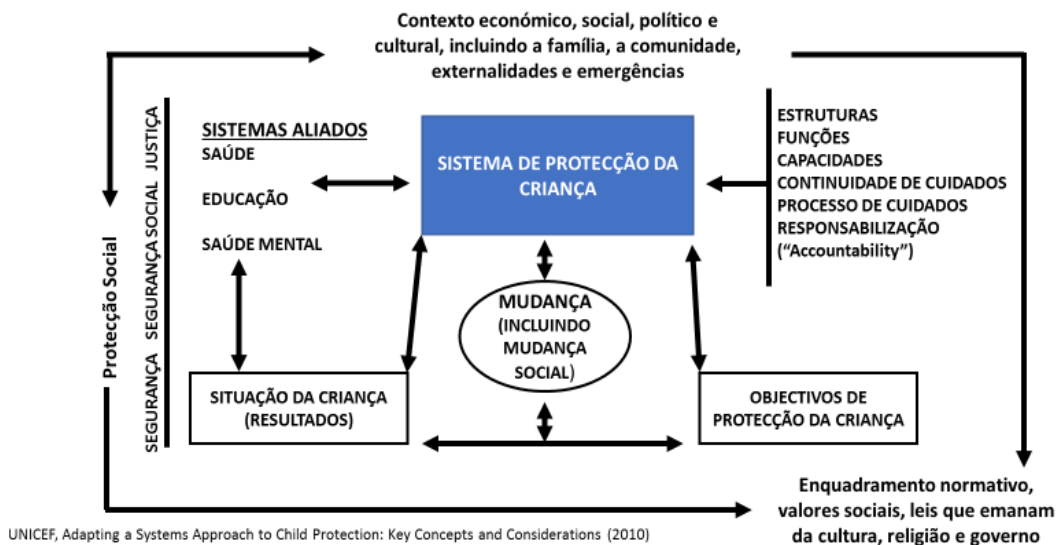 Contexto económico, social, político e
cultural, incluindo a família, a comunidade,
externalidades e emergências
Protecção Social
SEGURANÇA   SEGURANÇA SOCIAL   JUSTIÇA
SISTEMAS ALIADOS
SAÚDE
EDUCAÇÃO
SAÚDE MENTAL
SISTEMA DE PROTECÇÃO DA
CRIANÇA
ESTRUTURAS
FUNÇÕES
CAPACIDADES
CONTINUIDADE DE CUIDADOS
PROCESSO DE CUIDADOS
RESPONSABILIZAÇÃO
("Accountability")
MUDANÇA
(INCLUINDO
MUDANÇA
SOCIAL)
SITUAÇÃO DA CRIANÇA
(RESULTADOS)
OBJECTIVOS DE
PROTECÇÃO DA CRIANÇA
Enquadramento normativo,
valores sociais, leis que emanam
da cultura, religião e governo
UNICEF, Adapting a Systems Approach to Child Protection: Key Concepts and Considerations (2010)